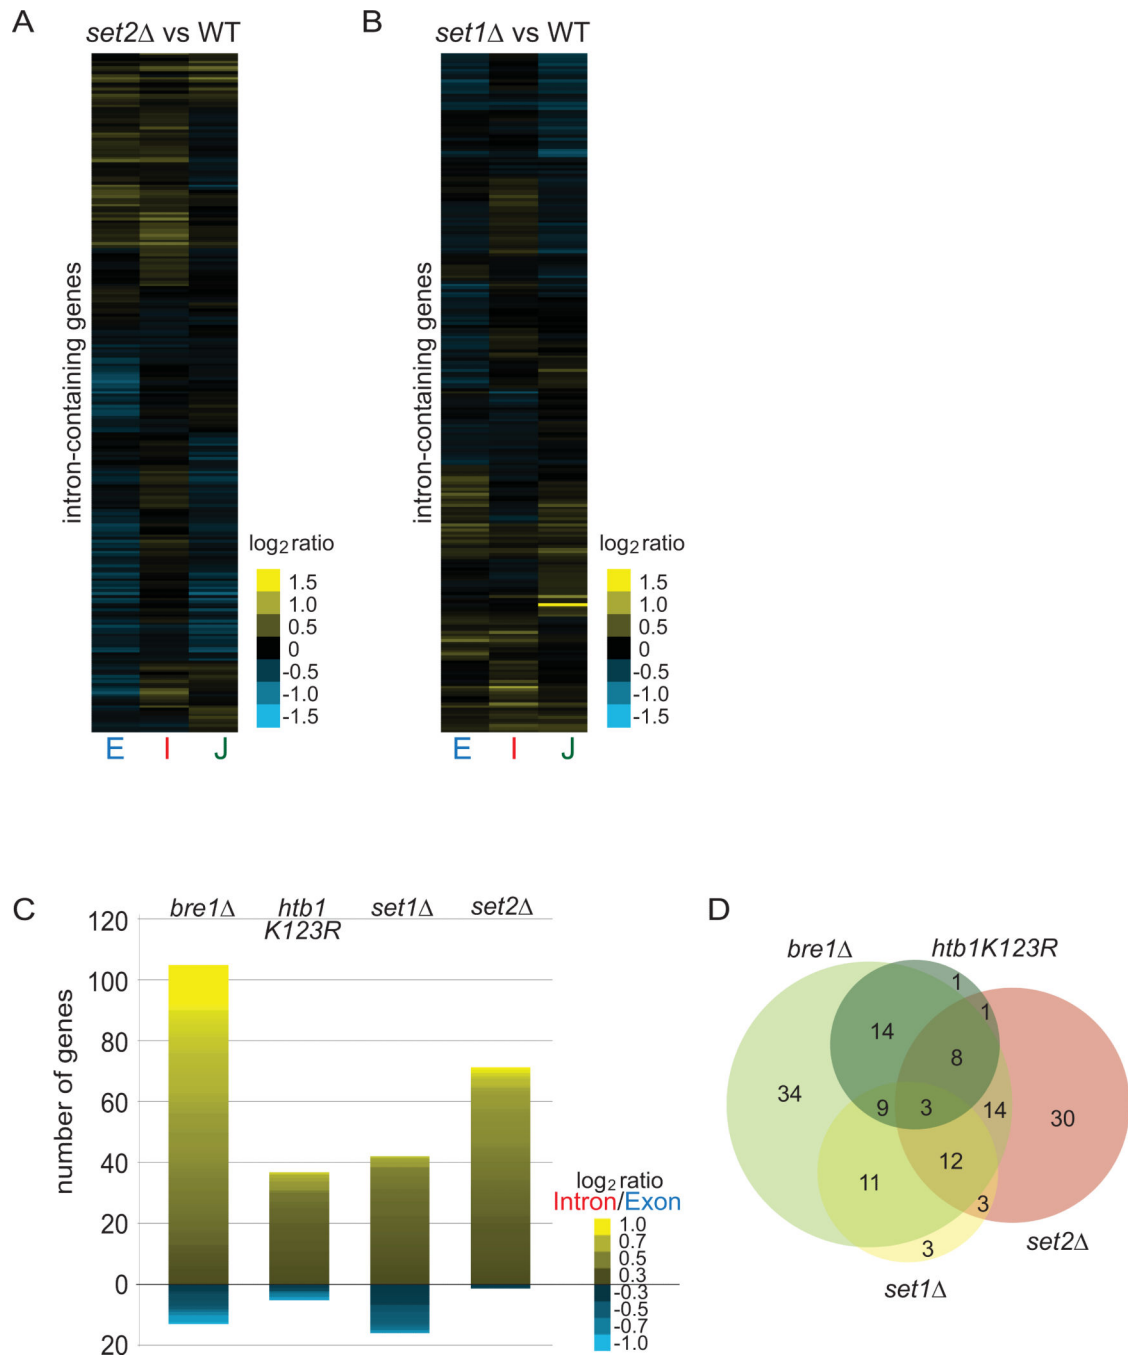 A
set2Δ vs WT
intron-containing genes
log2 ratio
1.5
1.0
0.5
0
-0.5
-1.0
-1.5
E I J
B
set1Δ vs WT
intron-containing genes
log2 ratio
1.5
1.0
0.5
0
-0.5
-1.0
-1.5
E I J
C
bre1Δ htb1 K123R set1Δ set2Δ
number of genes
120
100
80
60
40
20
0
20
log2 ratio
Intron/Exon
1.0
0.7
0.5
0.3
-0.3
-0.5
-0.7
-1.0
D
bre1Δ
htb1K123R
1
1
14
8
34
9
3
14
30
12
11
3
3
set2Δ
set1Δ